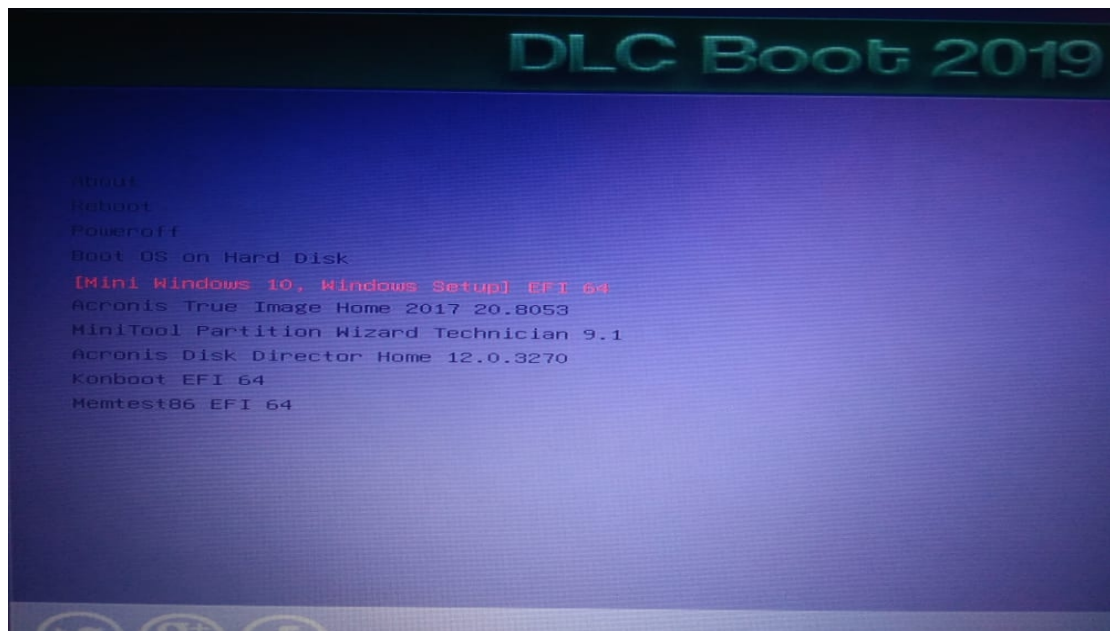 DLC Boot 2019
About
Reboot
Poweroff
Boot OS on Hard Disk
[Mini Windows 10, Windows Setup] EFI 64
Acronis True Image Home 2017 20.8053
MiniTool Partition Wizard Technician 9.1
Acronis Disk Director Home 12.0.3270
Konboot EFI 64
Memtest86 EFI 64